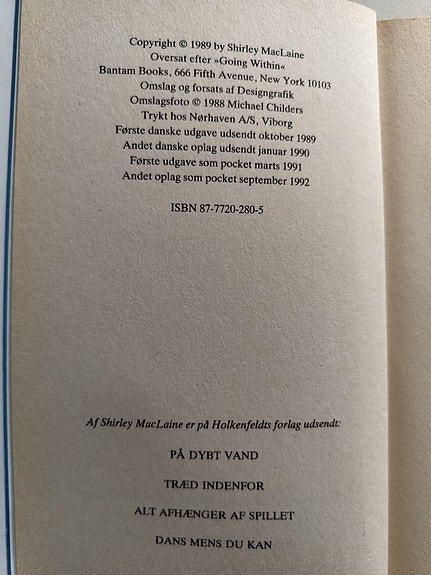 Copyright © 1989 by Shirley MacLaine
Oversat efter »Going Within«
Bantam Books, 666 Fifth Avenue, New York 10103
Omslag og forsats af Designgrafik
Omslagsfoto © 1988 Michael Childers
Trykt hos Nørhaven A/S, Viborg
Første danske udgave udsendt oktober 1989
Andet danske oplag udsendt januar 1990
Første udgave som pocket marts 1991
Andet oplag som pocket september 1992
ISBN 87-7720-280-5
Af Shirley MacLaine er på Holkenfeldts forlag udsendt:
PÅ DYBT VAND
TRÆD INDENFOR
ALT AFHÆNGER AF SPILLET
DANS MENS DU KAN